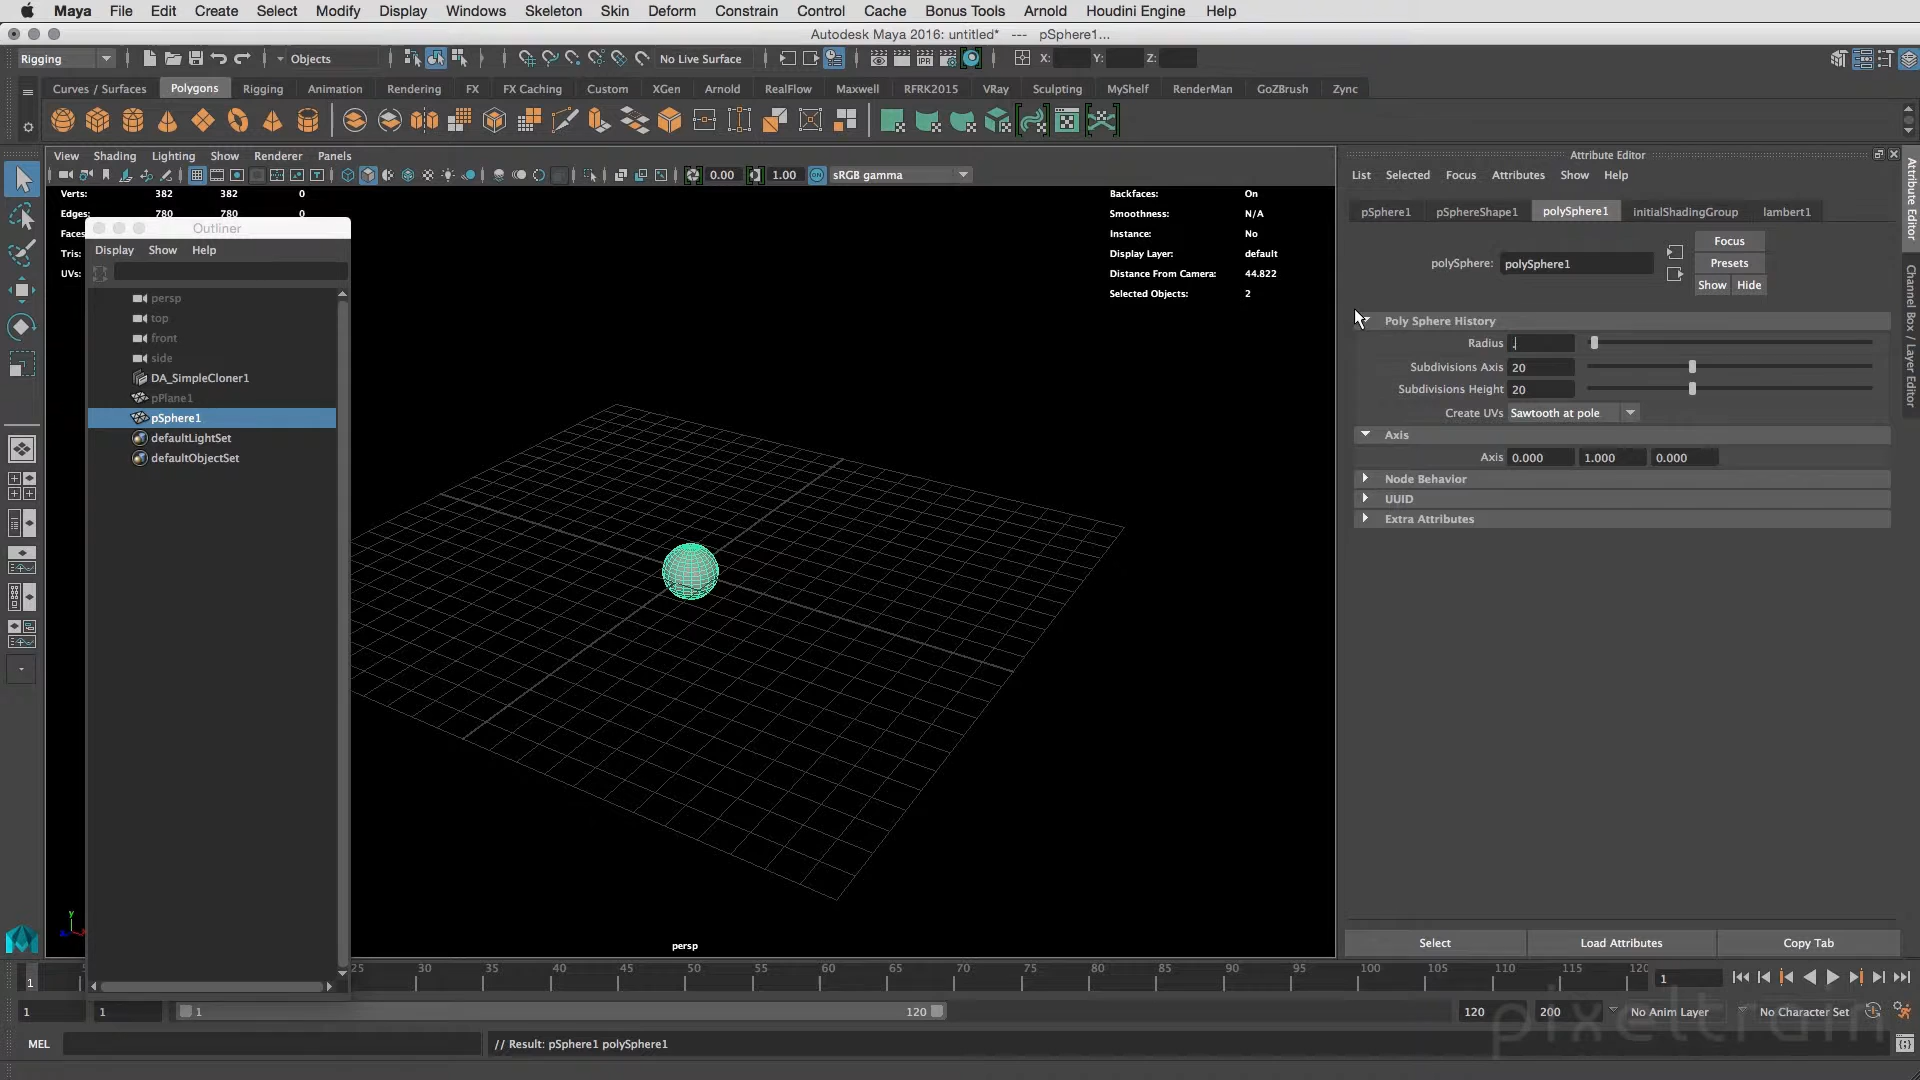 Maya File Edit Create Select Modify Display Windows Skeleton Skin Deform Constrain Control Cache Bonus Tools Arnold Houdini Engine Help
Autodesk Maya 2016: untitled* --- pSphere1...
Rigging Objects No Live Surface IPR X: Y: Z:
Curves / Surfaces Polygons Rigging Animation Rendering FX FX Caching Custom XGen Arnold RealFlow Maxwell RFRK2015 VRay Sculpting MyShelf RenderMan GoZBrush Zync
View Shading Lighting Show Renderer Panels
0.00 1.00 ON sRGB gamma
Verts: 382 382 0
Edges: 780 780 0
Faces
Tris:
UVs:
Backfaces: On
Smoothness: N/A
Instance: No
Display Layer: default
Distance From Camera: 44.822
Selected Objects: 2
Outliner
Display Show Help
persp
top
front
side
DA_SimpleCloner1
pPlane1
pSphere1
defaultLightSet
defaultObjectSet
y
persp
Attribute Editor
List Selected Focus Attributes Show Help
pSphere1 pSphereShape1 polySphere1 initialShadingGroup lambert1
polySphere: polySphere1
Focus
Presets
Show Hide
Poly Sphere History
Radius .
Subdivisions Axis 20
Subdivisions Height 20
Create UVs Sawtooth at pole
Axis
Axis 0.000 1.000 0.000
Node Behavior
UUID
Extra Attributes
Select Load Attributes Copy Tab
Attribute Editor
Channel Box / Layer Editor
1 25 30 35 40 45 50 55 60 65 70 75 80 85 90 95 100 105 110 115 120 1
1 1 1 120 120 200 No Anim Layer No Character Set
pixeltrain
MEL // Result: pSphere1 polySphere1